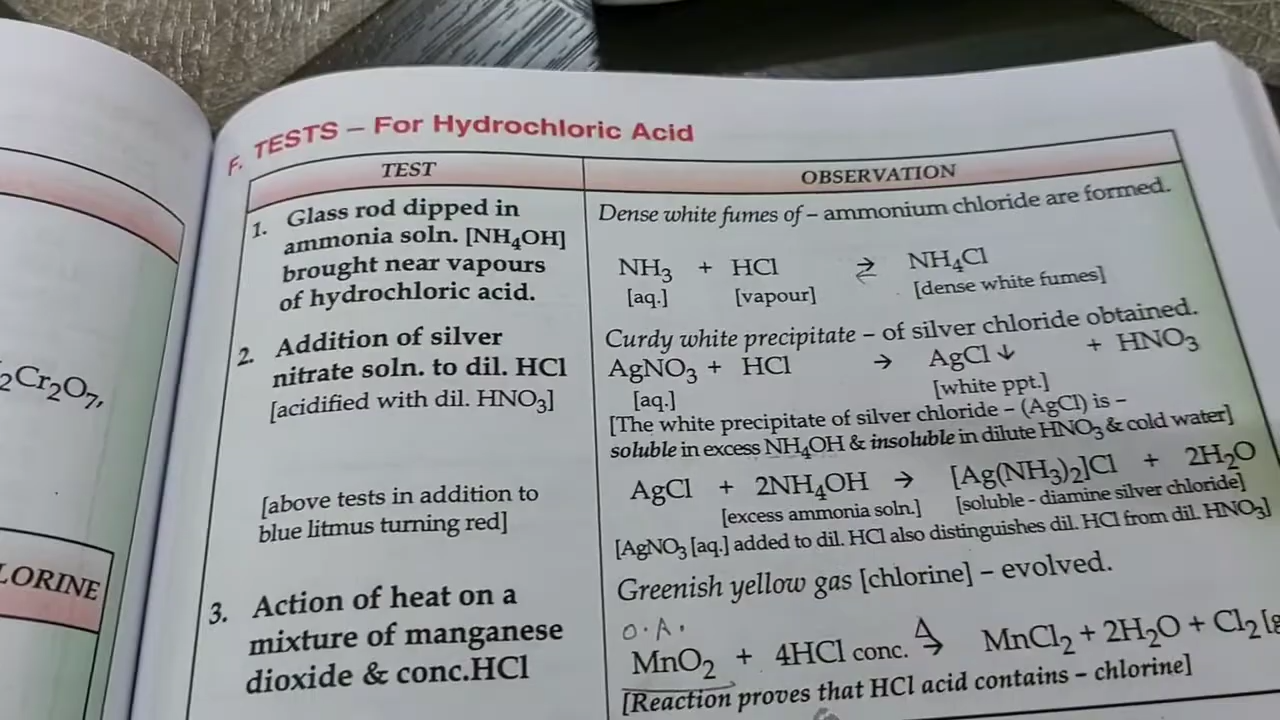 2Cr2O7,
LORINE
F. TESTS – For Hydrochloric Acid
TEST
OBSERVATION
1. Glass rod dipped in
ammonia soln. [NH4OH]
brought near vapours
of hydrochloric acid.
Dense white fumes of – ammonium chloride are formed.
NH3 + HCl ⇄ NH4Cl
[aq.] [vapour] [dense white fumes]
2. Addition of silver
nitrate soln. to dil. HCl
[acidified with dil. HNO3]
[above tests in addition to
blue litmus turning red]
Curdy white precipitate – of silver chloride obtained.
AgNO3 + HCl → AgCl ↓ + HNO3
[aq.] [white ppt.]
[The white precipitate of silver chloride – (AgCl) is –
soluble in excess NH4OH & insoluble in dilute HNO3 & cold water]
AgCl + 2NH4OH → [Ag(NH3)2]Cl + 2H2O
[excess ammonia soln.] [soluble - diamine silver chloride]
[AgNO3 [aq.] added to dil. HCl also distinguishes dil. HCl from dil. HNO3]
3. Action of heat on a
mixture of manganese
dioxide & conc.HCl
Greenish yellow gas [chlorine] – evolved.
O.A.
MnO2 + 4HCl conc. Δ→ MnCl2 + 2H2O + Cl2 [g
[Reaction proves that HCl acid contains – chlorine]